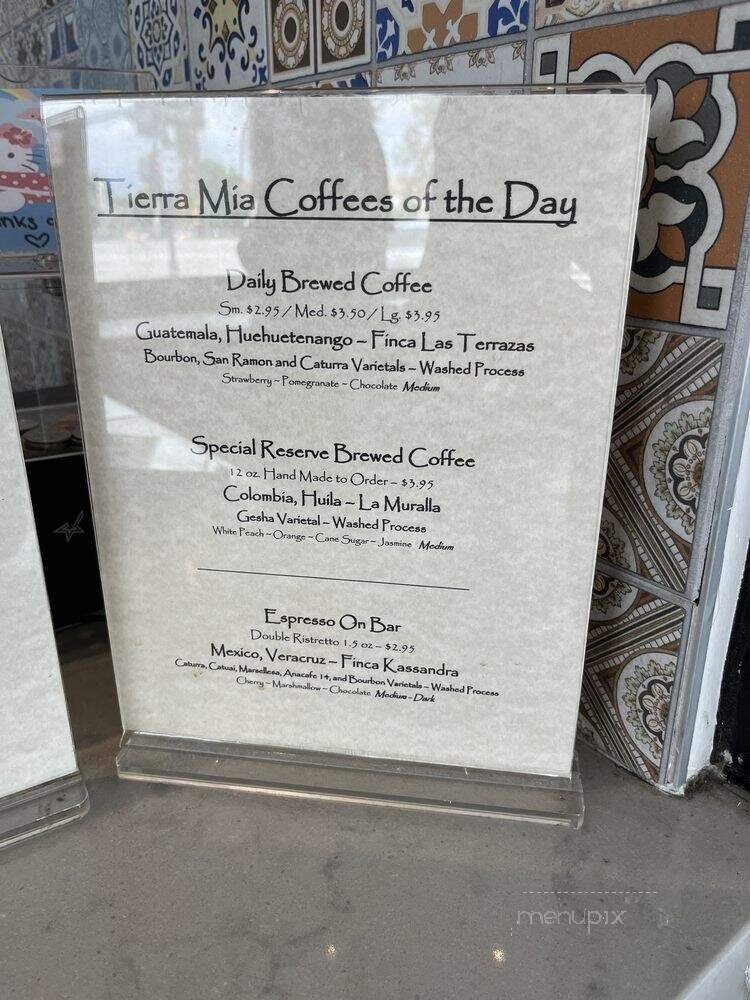 Tierra Mia Coffees of the Day
Daily Brewed Coffee
Sm. $2.95 / Med. $3.50 / Lg. $3.95
Guatemala, Huehuetenango – Finca Las Terrazas
Bourbon, San Ramon and Caturra Varietals – Washed Process
Strawberry ~ Pomegranate ~ Chocolate Medium
Special Reserve Brewed Coffee
12 oz. Hand Made to Order – $3.95
Colombia, Huila – La Muralla
Gesha Varietal – Washed Process
White Peach ~ Orange ~ Cane Sugar ~ Jasmine Medium
Espresso On Bar
Double Ristretto 1.5 oz – $2.95
Mexico, Veracruz – Finca Kassandra
Caturra, Catuai, Marsellesa, Anacafe 14, and Bourbon Varietals – Washed Process
Cherry ~ Marshmallow ~ Chocolate Medium - Dark
menupix